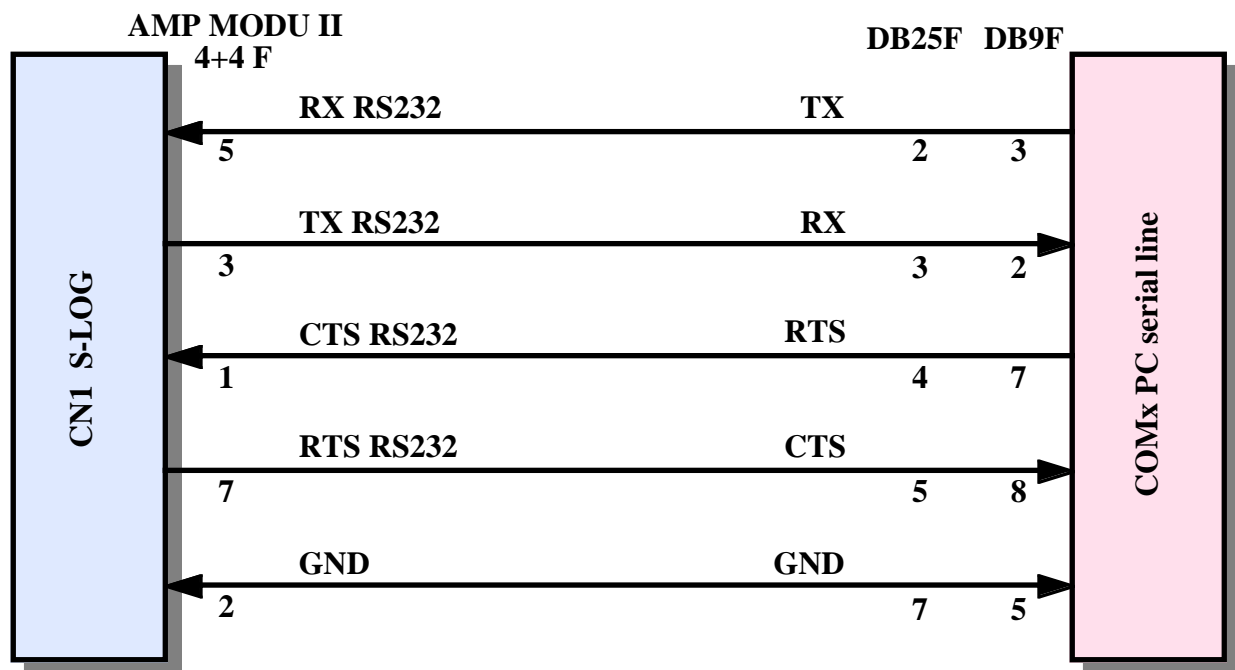 AMP MODU II
4+4 F
DB25F DB9F
RX RS232 TX
5 2 3
TX RS232 RX
3 3 2
CTS RS232 RTS
1 4 7
RTS RS232 CTS
7 5 8
GND GND
2 7 5
CN1 S-LOG
COMx PC serial line